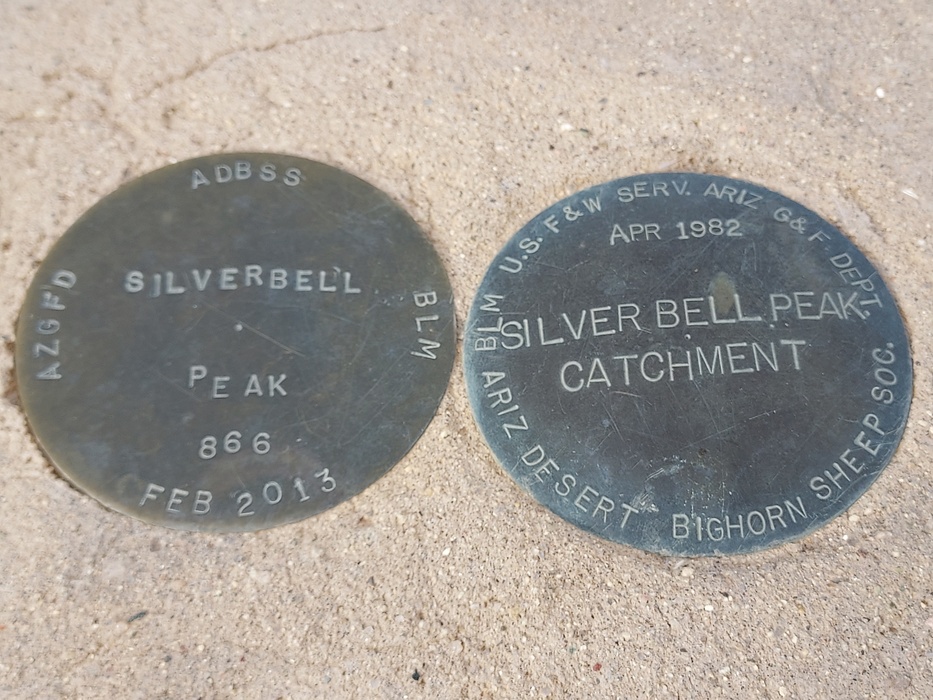 ADBSS
AZGFD
SILVERBELL
BLM
PEAK
866
FEB 2013
U.S. F&W SERV. ARIZ G&F DEPT.
APR 1982
SILVER BELL PEAK
CATCHMENT
BLM ARIZ DESERT BIGHORN SHEEP SOC.